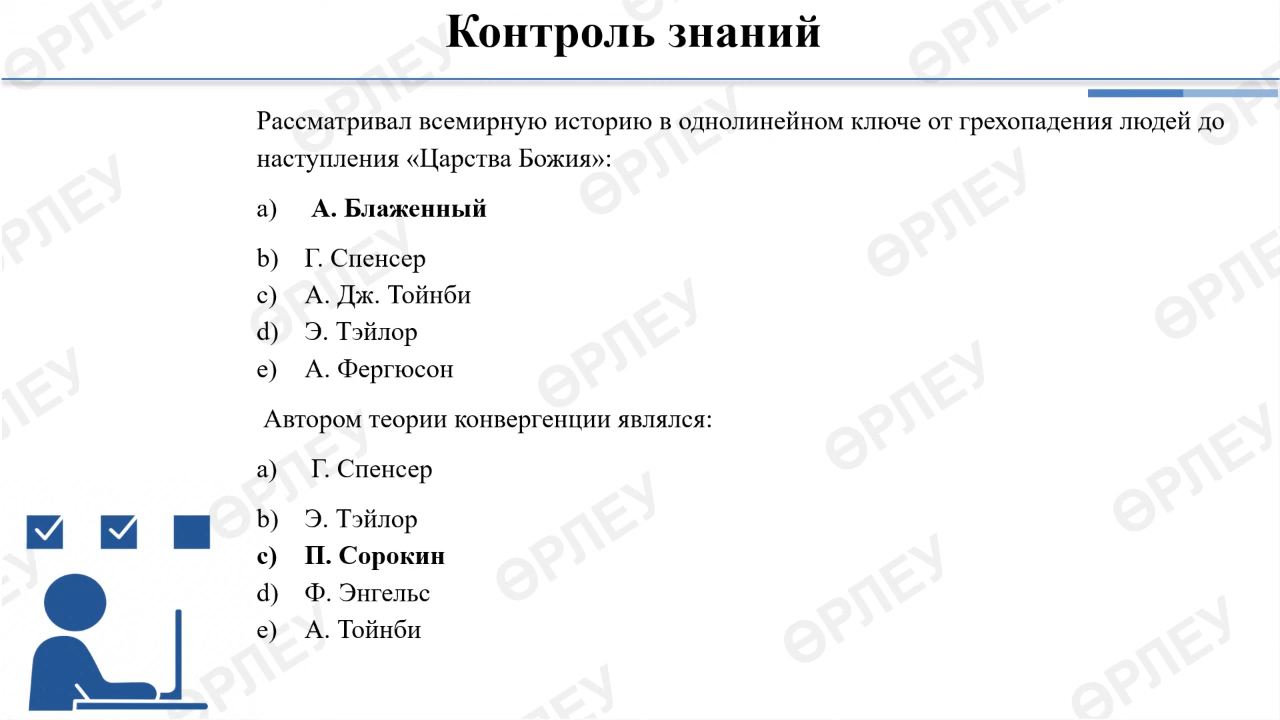 Контроль знаний
Рассматривал всемирную историю в однолинейном ключе от грехопадения людей до
наступления «Царства Божия»:
a) А. Блаженный
b) Г. Спенсер
c) А. Дж. Тойнби
d) Э. Тэйлор
e) А. Фергюсон
Автором теории конвергенции являлся:
a) Г. Спенсер
b) Э. Тэйлор
c) П. Сорокин
d) Ф. Энгельс
e) А. Тойнби
ӨРЛЕУ